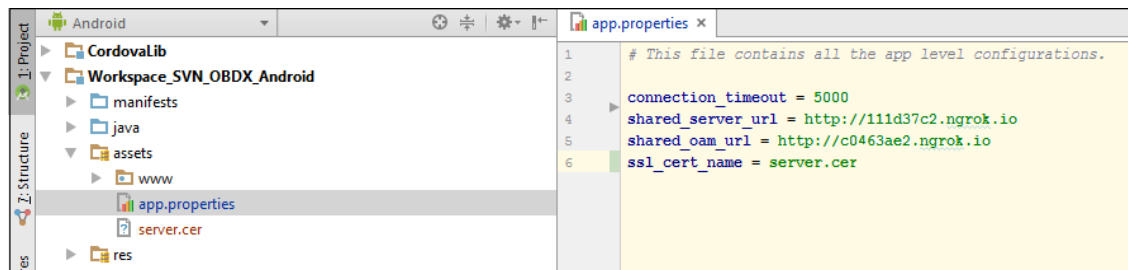 Android
app.properties
1: Project
CordovaLib
Workspace_SVN_OBDX_Android
manifests
java
assets
www
app.properties
server.cer
res
Z: Structure
res
1 # This file contains all the app level configurations.
2
3 connection_timeout = 5000
4 shared_server_url = http://111d37c2.ngrok.io
5 shared_oam_url = http://c0463ae2.ngrok.io
6 ssl_cert_name = server.cer